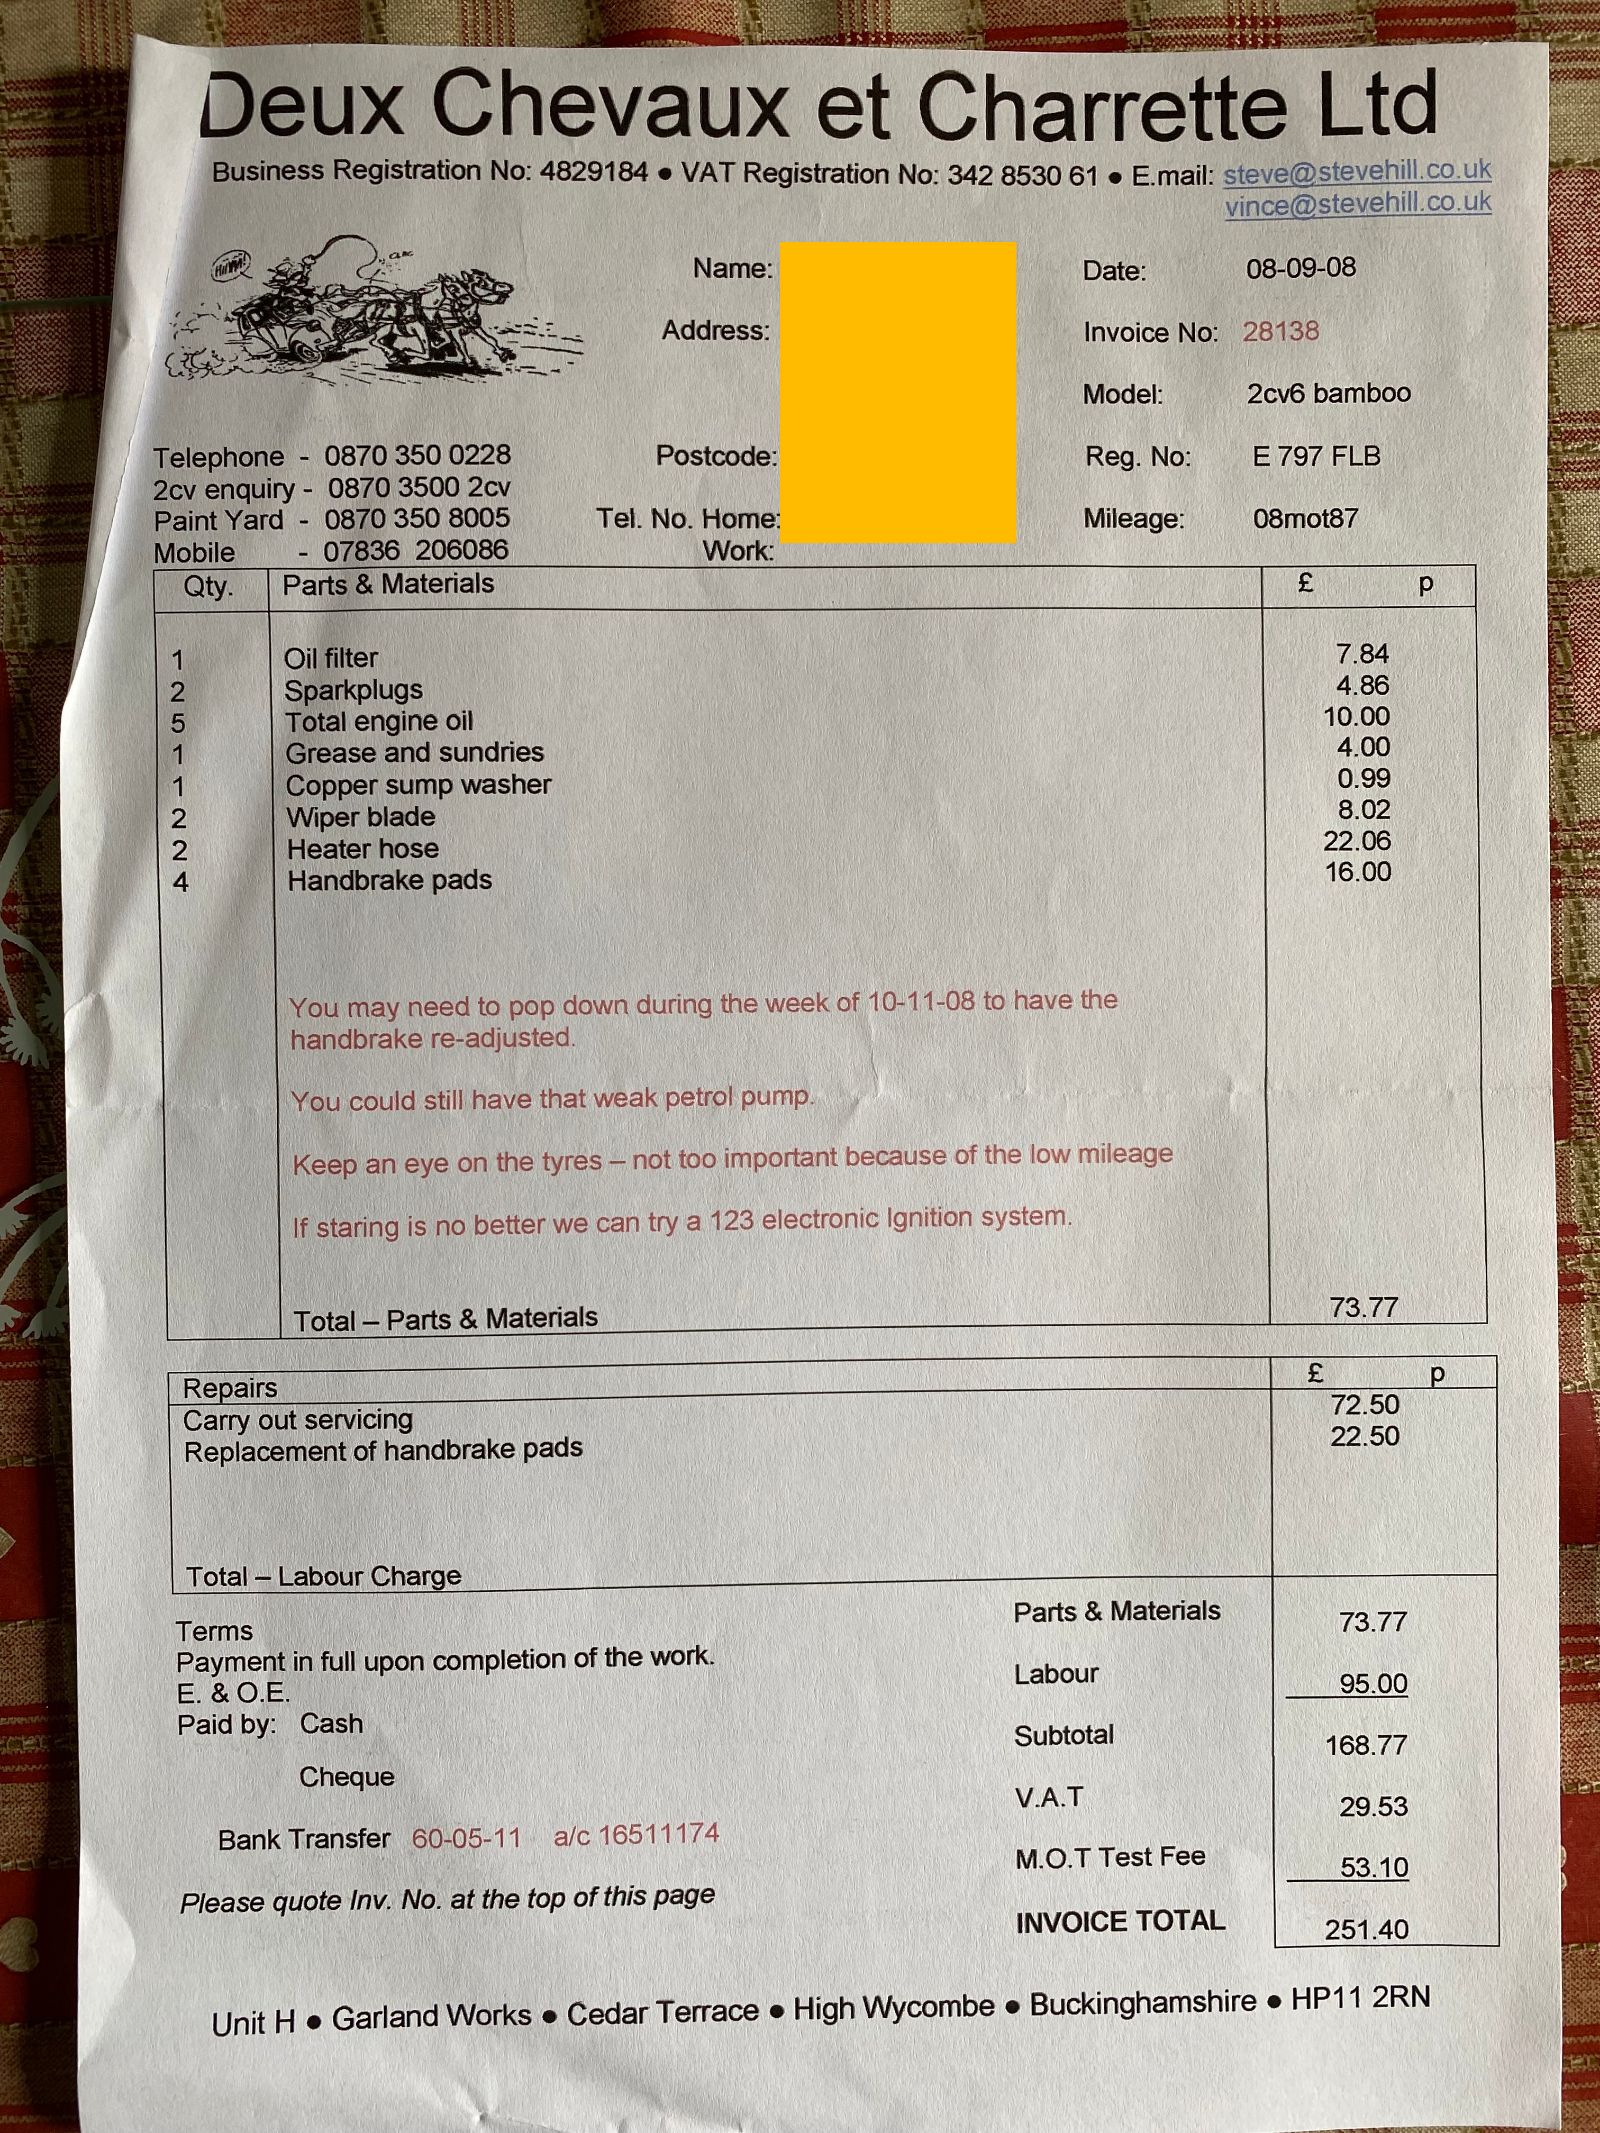 Deux Chevaux et Charrette Ltd
Business Registration No: 4829184 ● VAT Registration No: 342 8530 61 ● E.mail: steve@stevehill.co.uk
vince@stevehill.co.uk
Name:
Date: 08-09-08
Address:
Invoice No: 28138
Model: 2cv6 bamboo
Telephone - 0870 350 0228
Postcode:
Reg. No: E 797 FLB
2cv enquiry - 0870 3500 2cv
Paint Yard - 0870 350 8005
Tel. No. Home:
Mileage: 08mot87
Mobile - 07836 206086
Work:
Qty. Parts & Materials £ p
1 Oil filter 7.84
2 Sparkplugs 4.86
5 Total engine oil 10.00
1 Grease and sundries 4.00
1 Copper sump washer 0.99
2 Wiper blade 8.02
2 Heater hose 22.06
4 Handbrake pads 16.00
You may need to pop down during the week of 10-11-08 to have the
handbrake re-adjusted.
You could still have that weak petrol pump.
Keep an eye on the tyres – not too important because of the low mileage
If staring is no better we can try a 123 electronic Ignition system.
Total – Parts & Materials 73.77
Repairs £ p
Carry out servicing 72.50
Replacement of handbrake pads 22.50
Total – Labour Charge
Parts & Materials 73.77
Terms
Payment in full upon completion of the work.
Labour 95.00
E. & O.E.
Paid by: Cash
Subtotal 168.77
Cheque
V.A.T 29.53
Bank Transfer 60-05-11 a/c 16511174
M.O.T Test Fee 53.10
Please quote Inv. No. at the top of this page
INVOICE TOTAL 251.40
Unit H ● Garland Works ● Cedar Terrace ● High Wycombe ● Buckinghamshire ● HP11 2RN